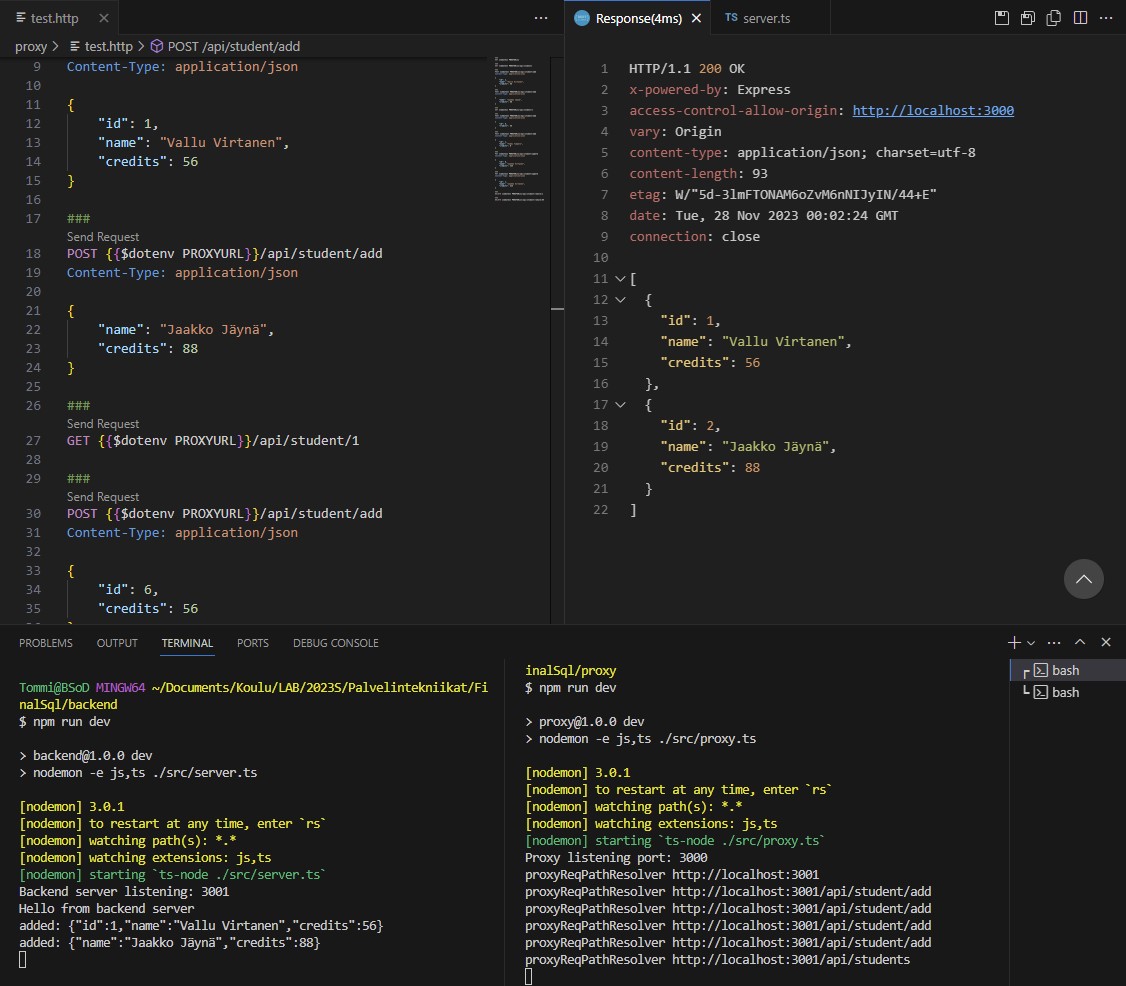 test.http
proxy > test.http > POST /api/student/add
9 Content-Type: application/json
10
11 {
12 "id": 1,
13 "name": "Vallu Virtanen",
14 "credits": 56
15 }
16
17 ###
Send Request
18 POST {{$dotenv PROXYURL}}/api/student/add
19 Content-Type: application/json
20
21 {
22 "name": "Jaakko Jäynä",
23 "credits": 88
24 }
25
26 ###
Send Request
27 GET {{$dotenv PROXYURL}}/api/student/1
28
29 ###
Send Request
30 POST {{$dotenv PROXYURL}}/api/student/add
31 Content-Type: application/json
32
33 {
34 "id": 6,
35 "credits": 56
Response(4ms) TS server.ts
1 HTTP/1.1 200 OK
2 x-powered-by: Express
3 access-control-allow-origin: http://localhost:3000
4 vary: Origin
5 content-type: application/json; charset=utf-8
6 content-length: 93
7 etag: W/"5d-3lmFTONAM6oZvM6nNIJyIN/44+E"
8 date: Tue, 28 Nov 2023 00:02:24 GMT
9 connection: close
10
11 [
12 {
13 "id": 1,
14 "name": "Vallu Virtanen",
15 "credits": 56
16 },
17 {
18 "id": 2,
19 "name": "Jaakko Jäynä",
20 "credits": 88
21 }
22 ]
PROBLEMS OUTPUT TERMINAL PORTS DEBUG CONSOLE
Tommi@BSoD MINGW64 ~/Documents/Koulu/LAB/2023S/Palvelintekniikat/Fi
nalSql/backend
$ npm run dev
> backend@1.0.0 dev
> nodemon -e js,ts ./src/server.ts
[nodemon] 3.0.1
[nodemon] to restart at any time, enter `rs`
[nodemon] watching path(s): *.*
[nodemon] watching extensions: js,ts
[nodemon] starting `ts-node ./src/server.ts`
Backend server listening: 3001
Hello from backend server
added: {"id":1,"name":"Vallu Virtanen","credits":56}
added: {"name":"Jaakko Jäynä","credits":88}
inalSql/proxy
$ npm run dev
> proxy@1.0.0 dev
> nodemon -e js,ts ./src/proxy.ts
[nodemon] 3.0.1
[nodemon] to restart at any time, enter `rs`
[nodemon] watching path(s): *.*
[nodemon] watching extensions: js,ts
[nodemon] starting `ts-node ./src/proxy.ts`
Proxy listening port: 3000
proxyReqPathResolver http://localhost:3001
proxyReqPathResolver http://localhost:3001/api/student/add
proxyReqPathResolver http://localhost:3001/api/student/add
proxyReqPathResolver http://localhost:3001/api/student/add
proxyReqPathResolver http://localhost:3001/api/student/add
proxyReqPathResolver http://localhost:3001/api/students
bash
bash